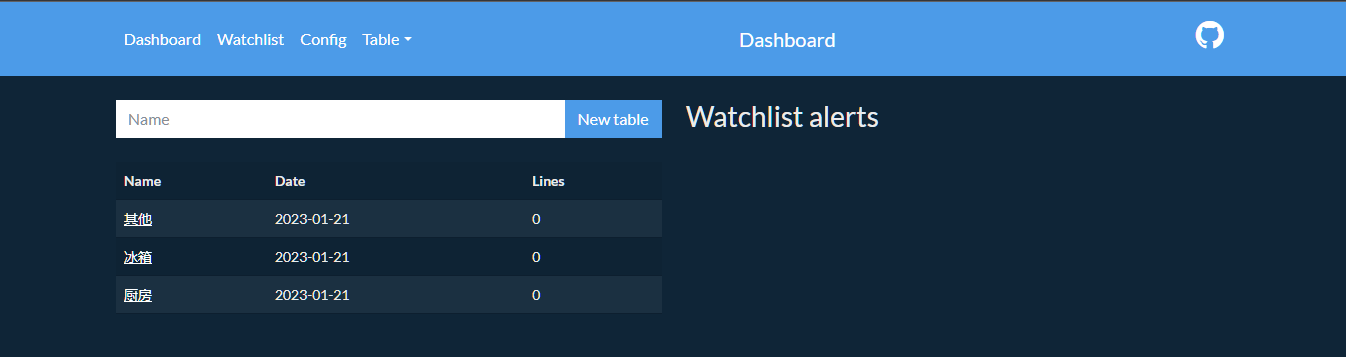 Dashboard Watchlist Config Table
Dashboard
Name
New table
Watchlist alerts
Name Date Lines
其他 2023-01-21 0
冰箱 2023-01-21 0
厨房 2023-01-21 0